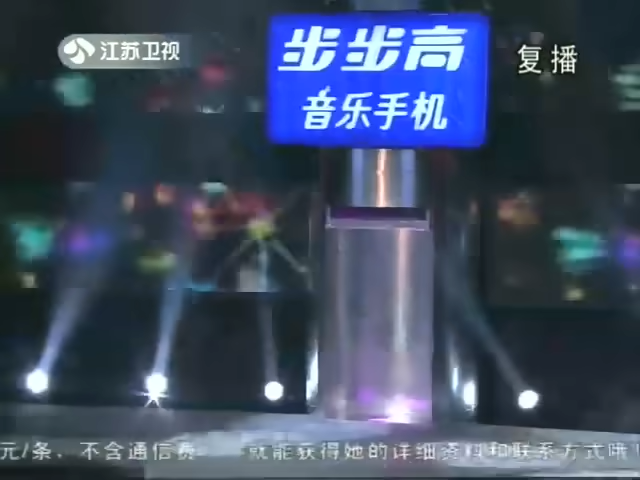 江苏卫视
步步高
复播
音乐手机
元/条、不含通信费 就能获得她的详细资料和联系方式哦！